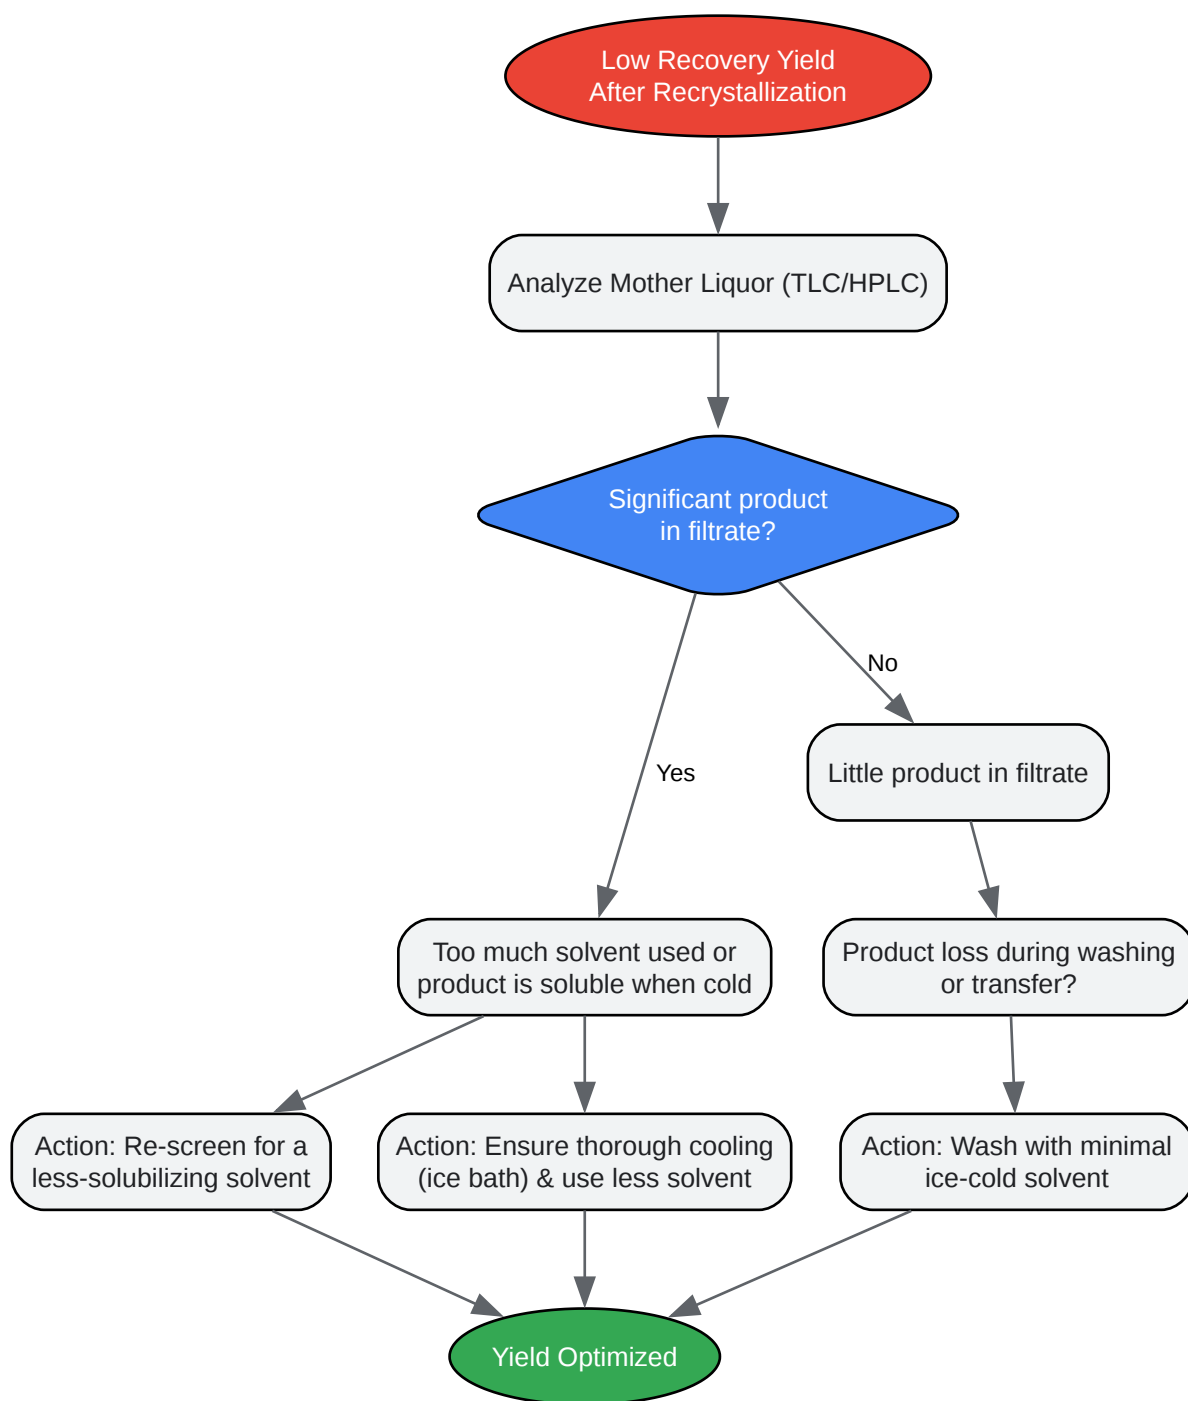 Low Recovery Yield
After Recrystallization
Analyze Mother Liquor (TLC/HPLC)
Significant product
in filtrate?
No
Little product in filtrate
Yes
Too much solvent used or
product is soluble when cold
Product loss during washing
or transfer?
Action: Re-screen for a
less-solubilizing solvent
Action: Ensure thorough cooling
(ice bath) & use less solvent
Action: Wash with minimal
ice-cold solvent
Yield Optimized